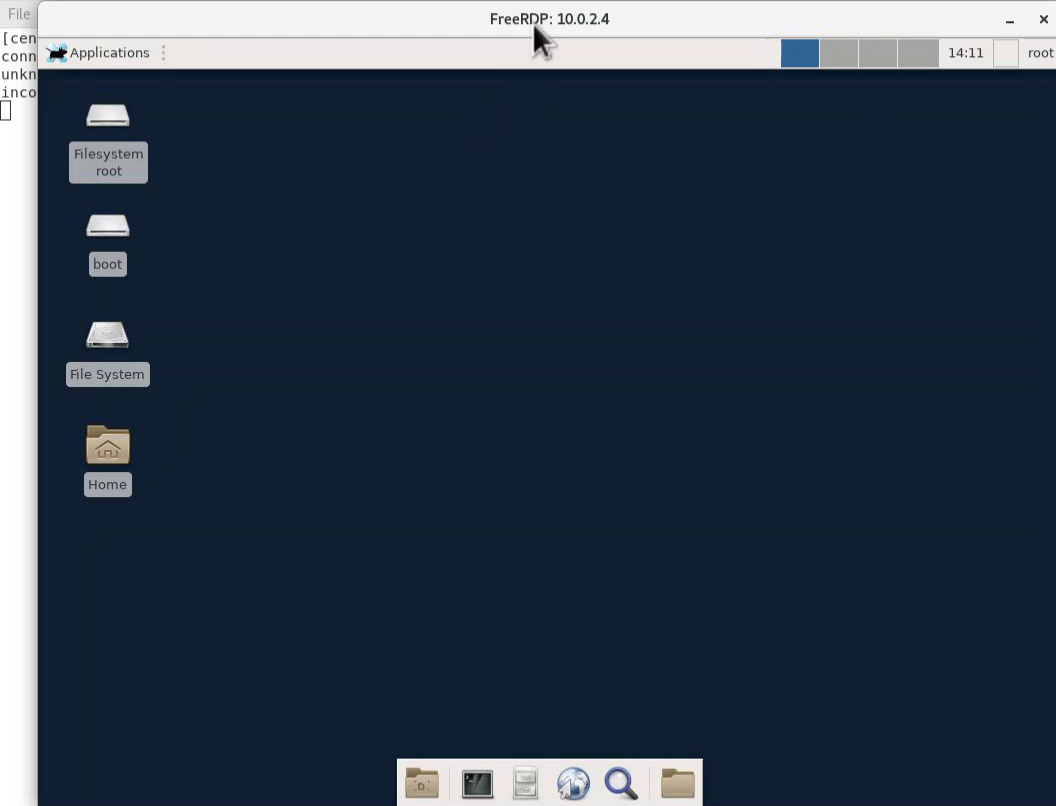 File
FreeRDP: 10.0.2.4
[cen
conn
unkn
inco
Applications
14:11
root
Filesystem
root
boot
File System
Home